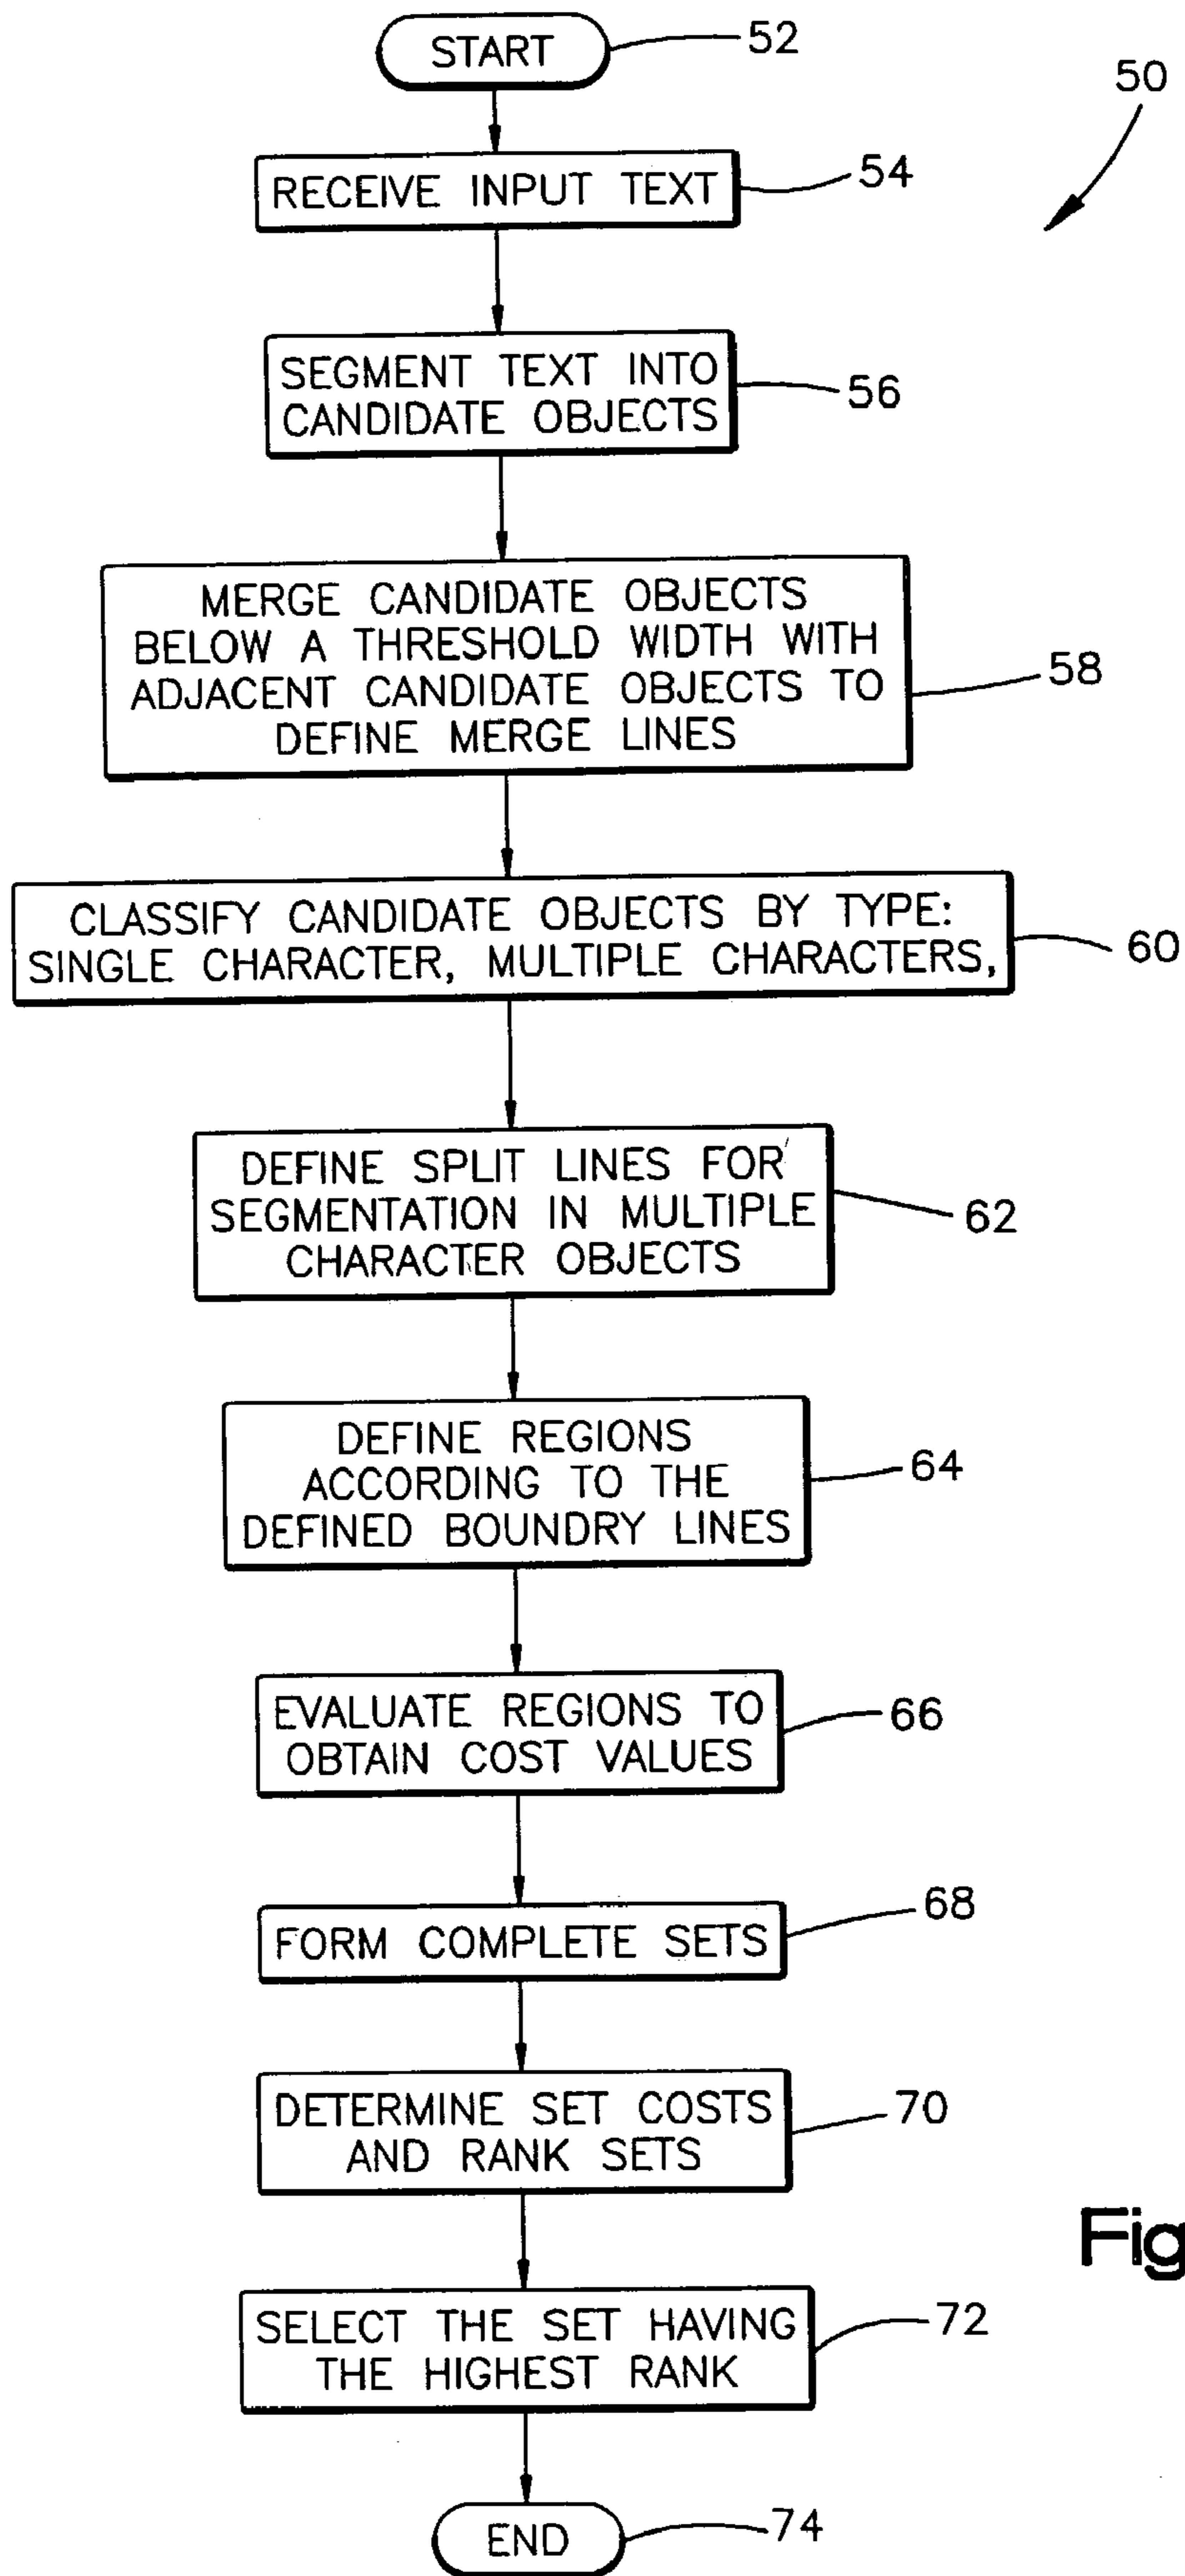 START
52
50
RECEIVE INPUT TEXT
54
SEGMENT TEXT INTO
CANDIDATE OBJECTS
56
MERGE CANDIDATE OBJECTS
BELOW A THRESHOLD WIDTH WITH
ADJACENT CANDIDATE OBJECTS TO
DEFINE MERGE LINES
58
CLASSIFY CANDIDATE OBJECTS BY TYPE:
SINGLE CHARACTER, MULTIPLE CHARACTERS,
60
DEFINE SPLIT LINES FOR
SEGMENTATION IN MULTIPLE
CHARACTER OBJECTS
62
DEFINE REGIONS
ACCORDING TO THE
DEFINED BOUNDRY LINES
64
EVALUATE REGIONS TO
OBTAIN COST VALUES
66
FORM COMPLETE SETS
68
DETERMINE SET COSTS
AND RANK SETS
70
Fig
SELECT THE SET HAVING
THE HIGHEST RANK
72
END
74